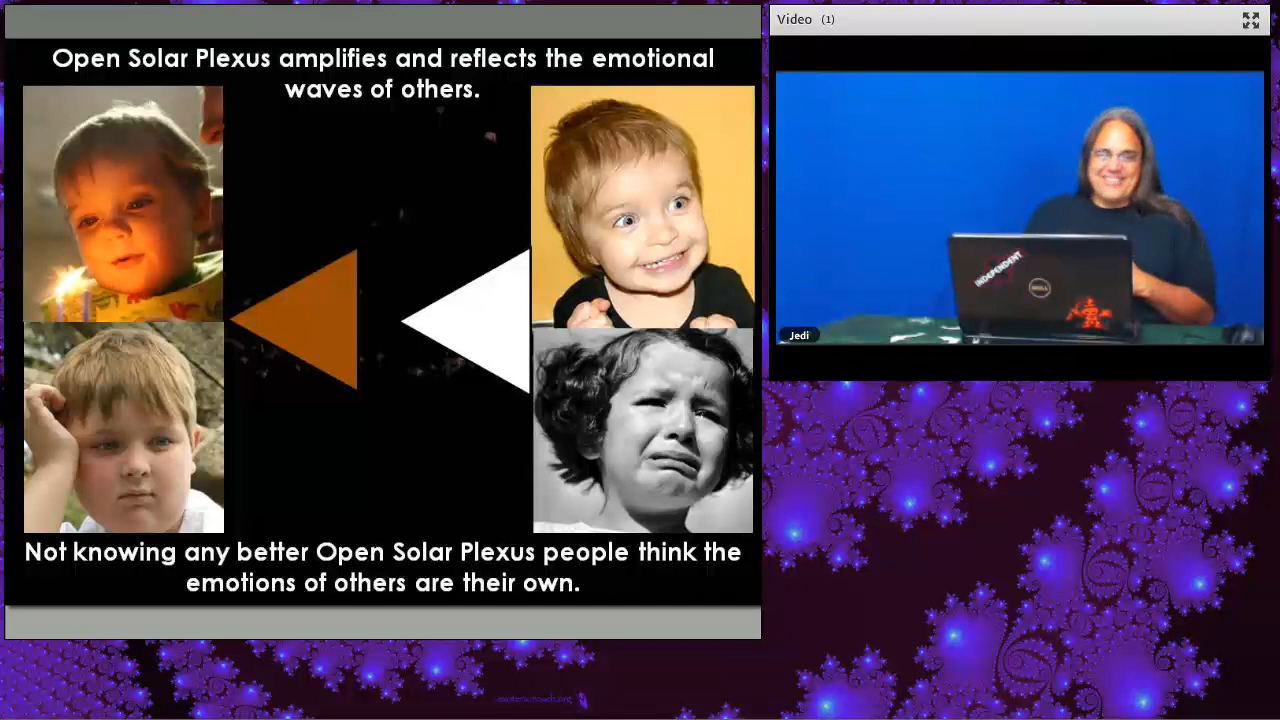 Open Solar Plexus amplifies and reflects the emotional
waves of others.
Not knowing any better Open Solar Plexus people think the
emotions of others are their own.
Video (1)
INDEPENDENT
DELL
Jedi